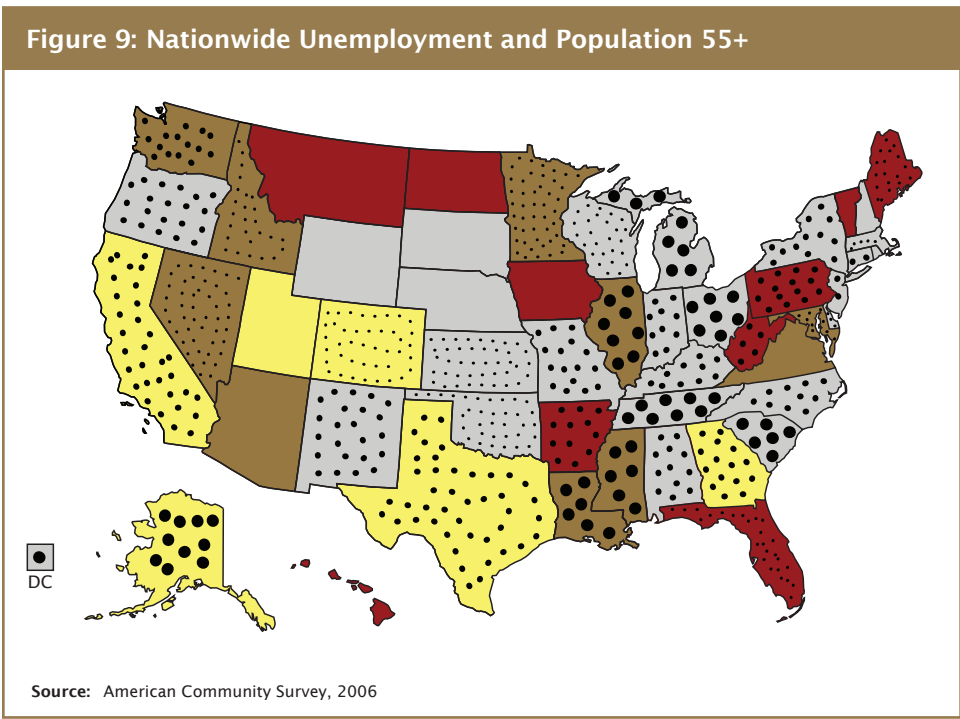 Figure 9: Nationwide Unemployment and Population 55+
DC
Source: American Community Survey, 2006